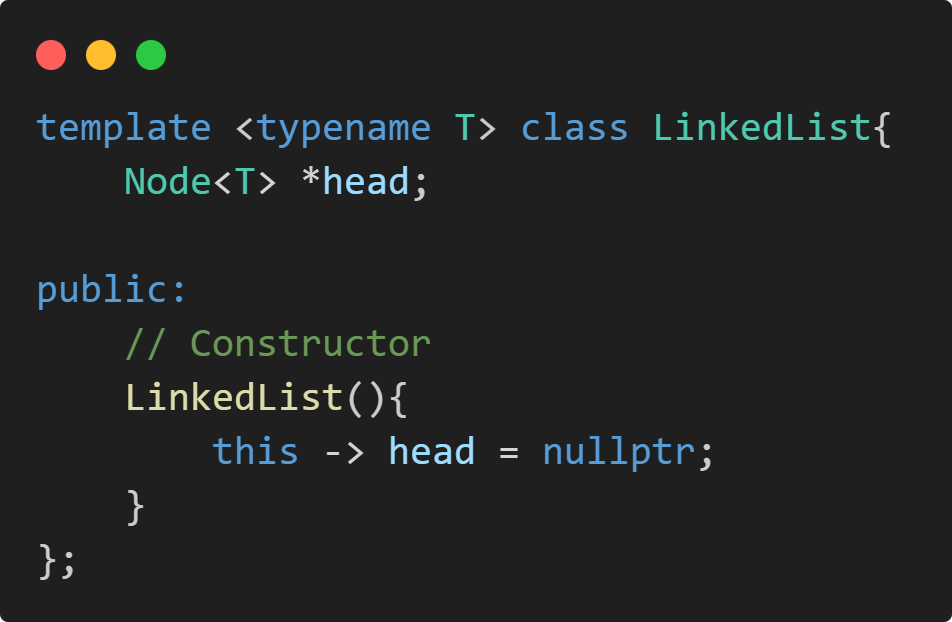 template <typename T> class LinkedList{
    Node<T> *head;

public:
    // Constructor
    LinkedList(){
        this -> head = nullptr;
    }
};